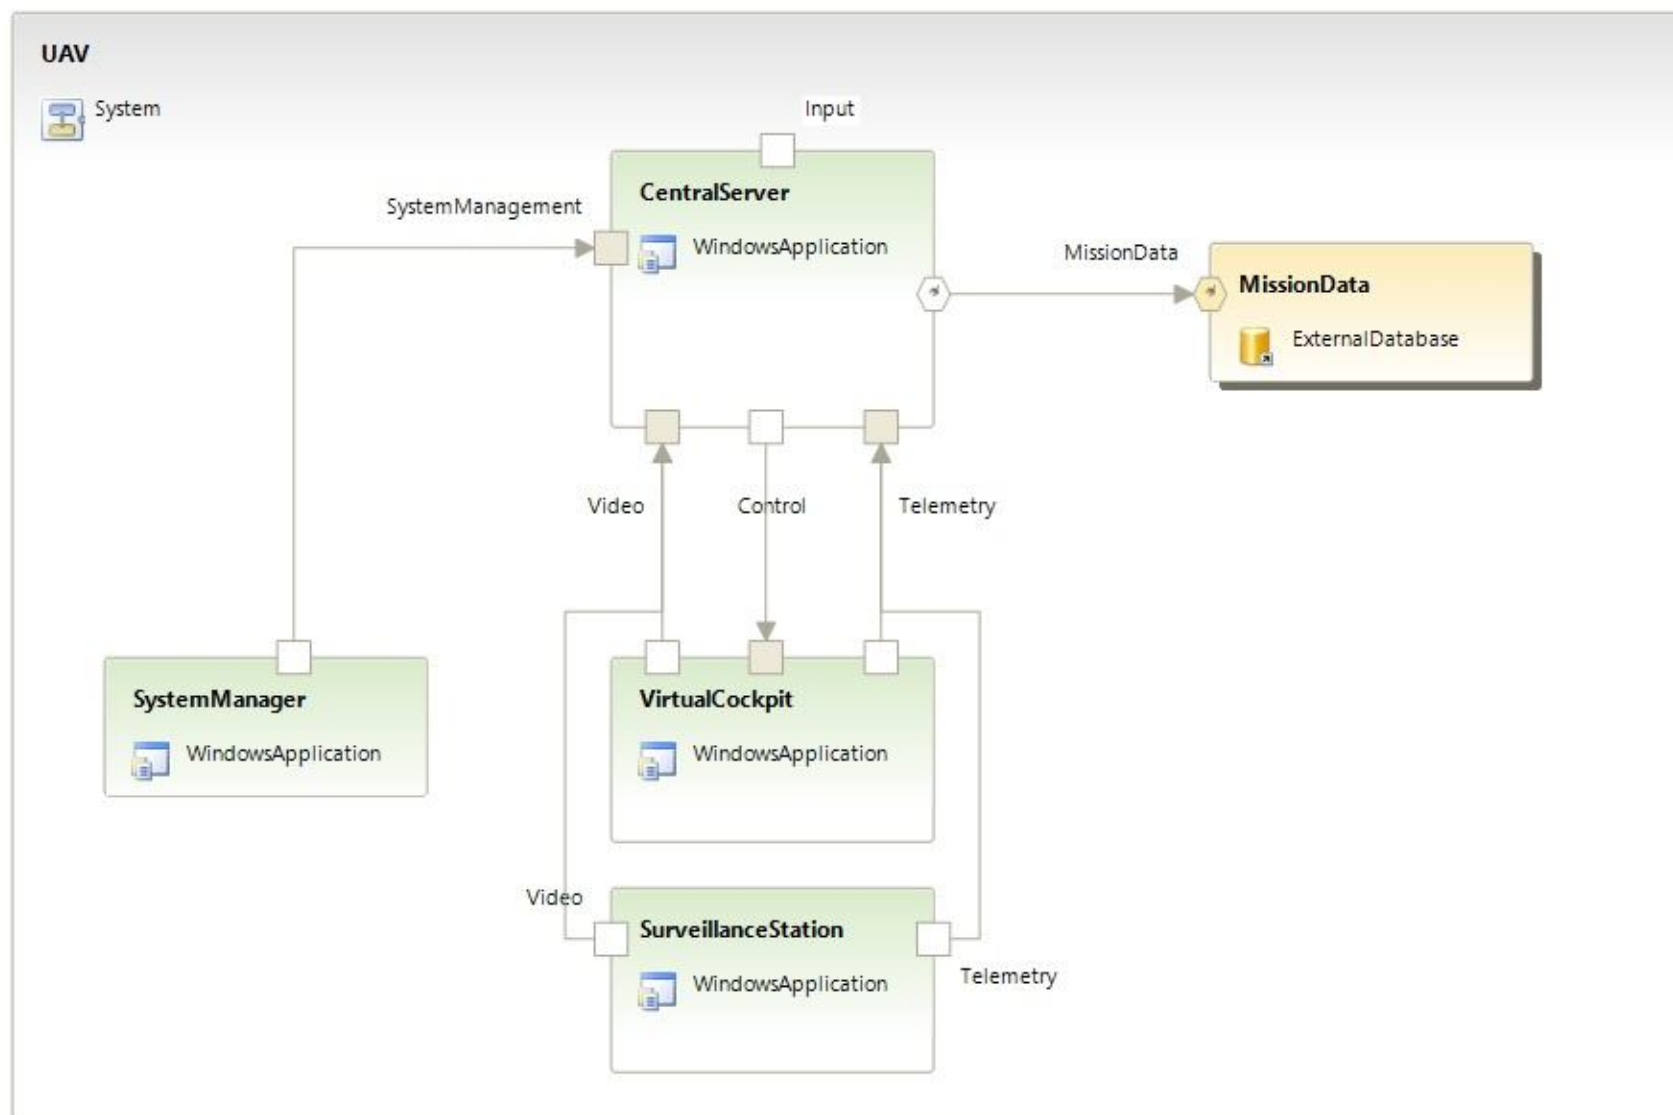 UAV
System
Input
CentralServer
SystemManagement
WindowsApplication
MissionData
MissionData
ExternalDatabase
Video
Control
Telemetry
SystemManager
WindowsApplication
VirtualCockpit
WindowsApplication
Video
SurveillanceStation
WindowsApplication
Telemetry